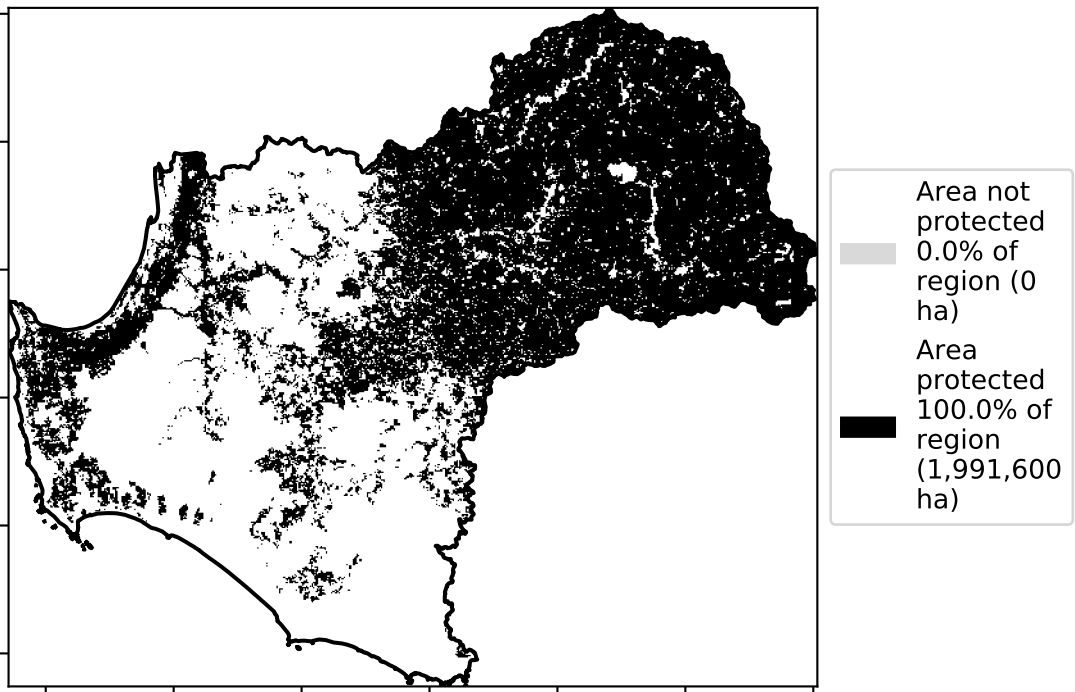 Area not
protected
0.0% of
region (0
ha)
Area
protected
100.0% of
region
(1,991,600
ha)